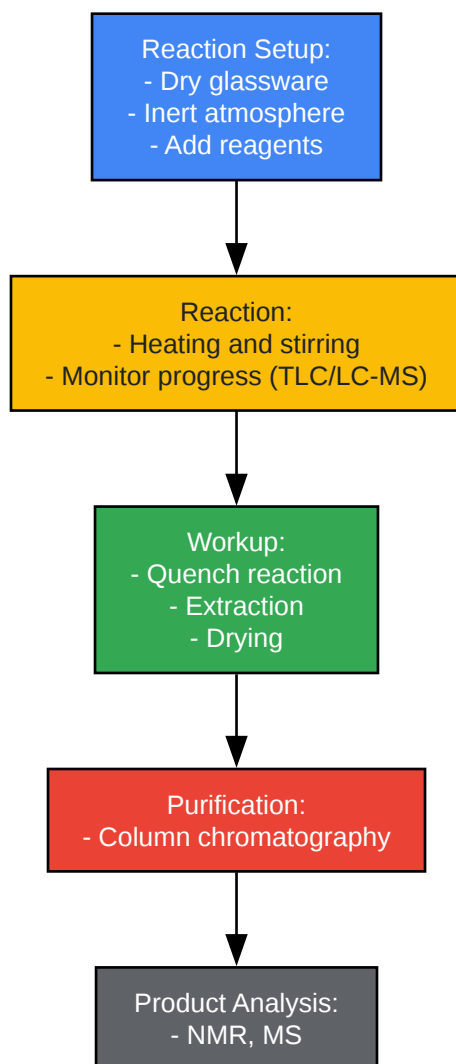 Reaction Setup:
- Dry glassware
- Inert atmosphere
- Add reagents
Reaction:
- Heating and stirring
- Monitor progress (TLC/LC-MS)
Workup:
- Quench reaction
- Extraction
- Drying
Purification:
- Column chromatography
Product Analysis:
- NMR, MS